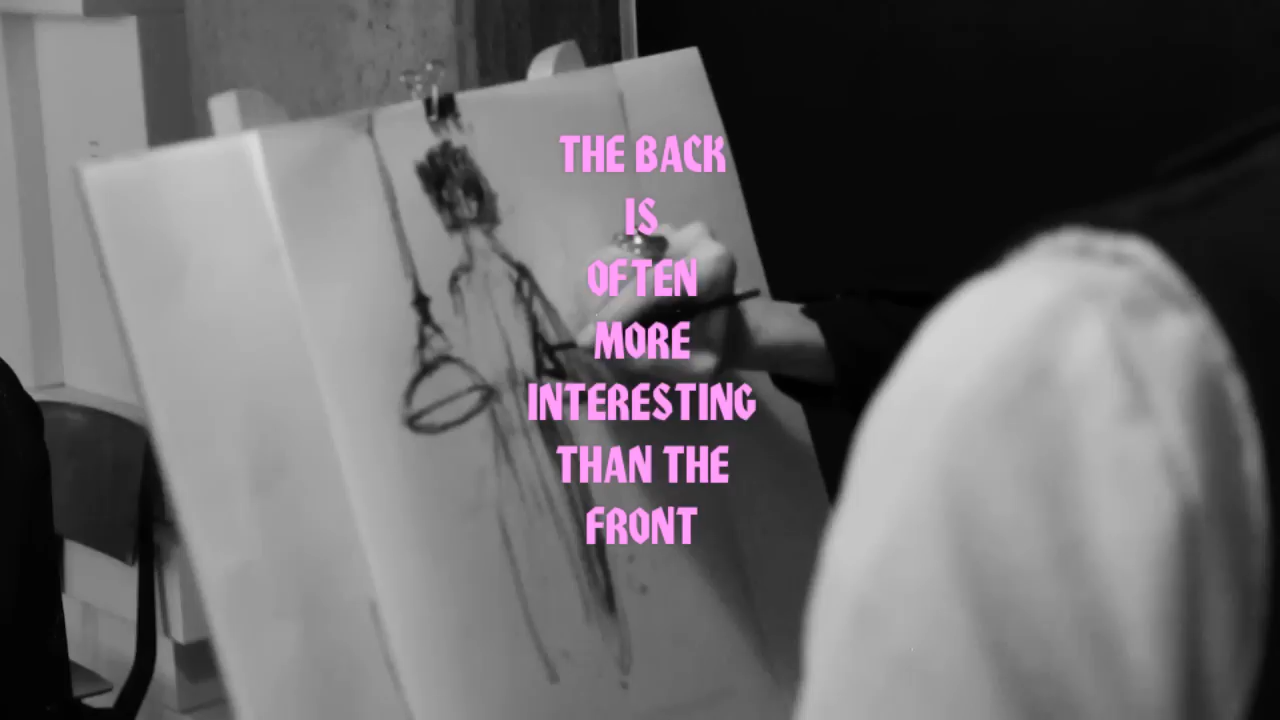 THE BACK
IS
OFTEN
MORE
INTERESTING
THAN THE
FRONT